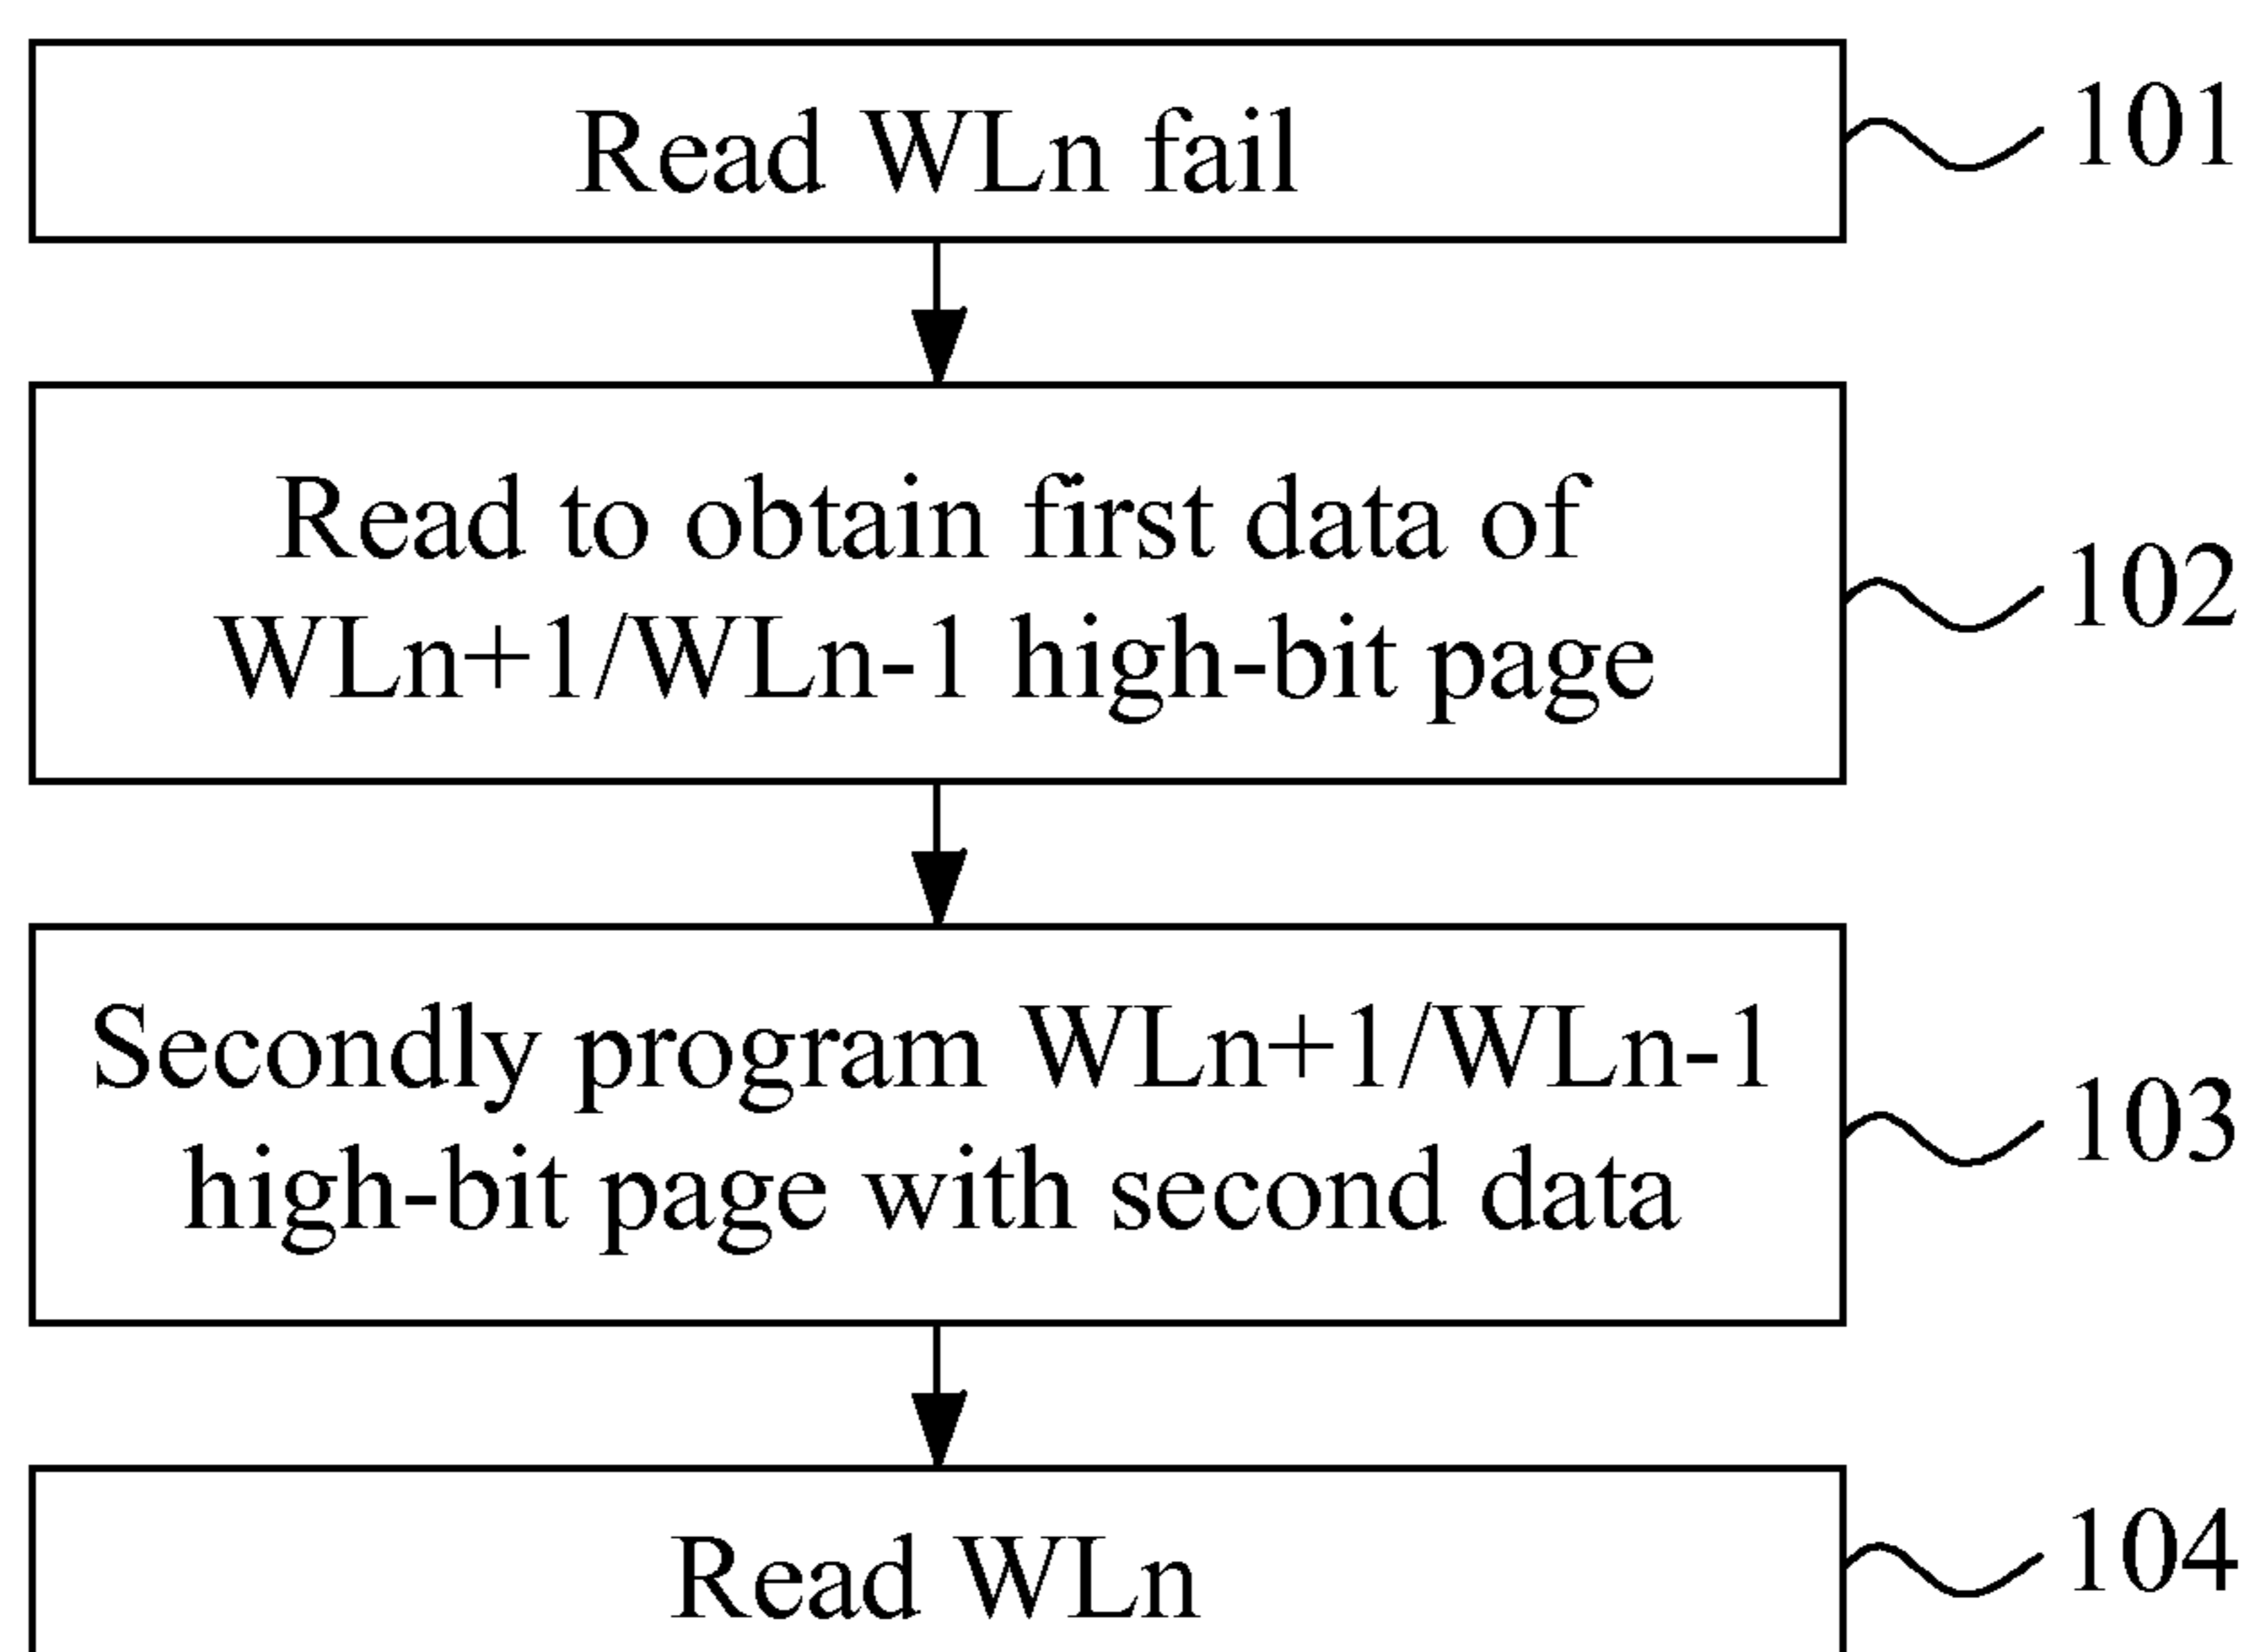 Read WLn fail
101
Read to obtain first data of
WLn+1/WLn-1 high-bit page
102
Secondly program WLn+1/WLn-1
high-bit page with second data
103
Read WLn
104